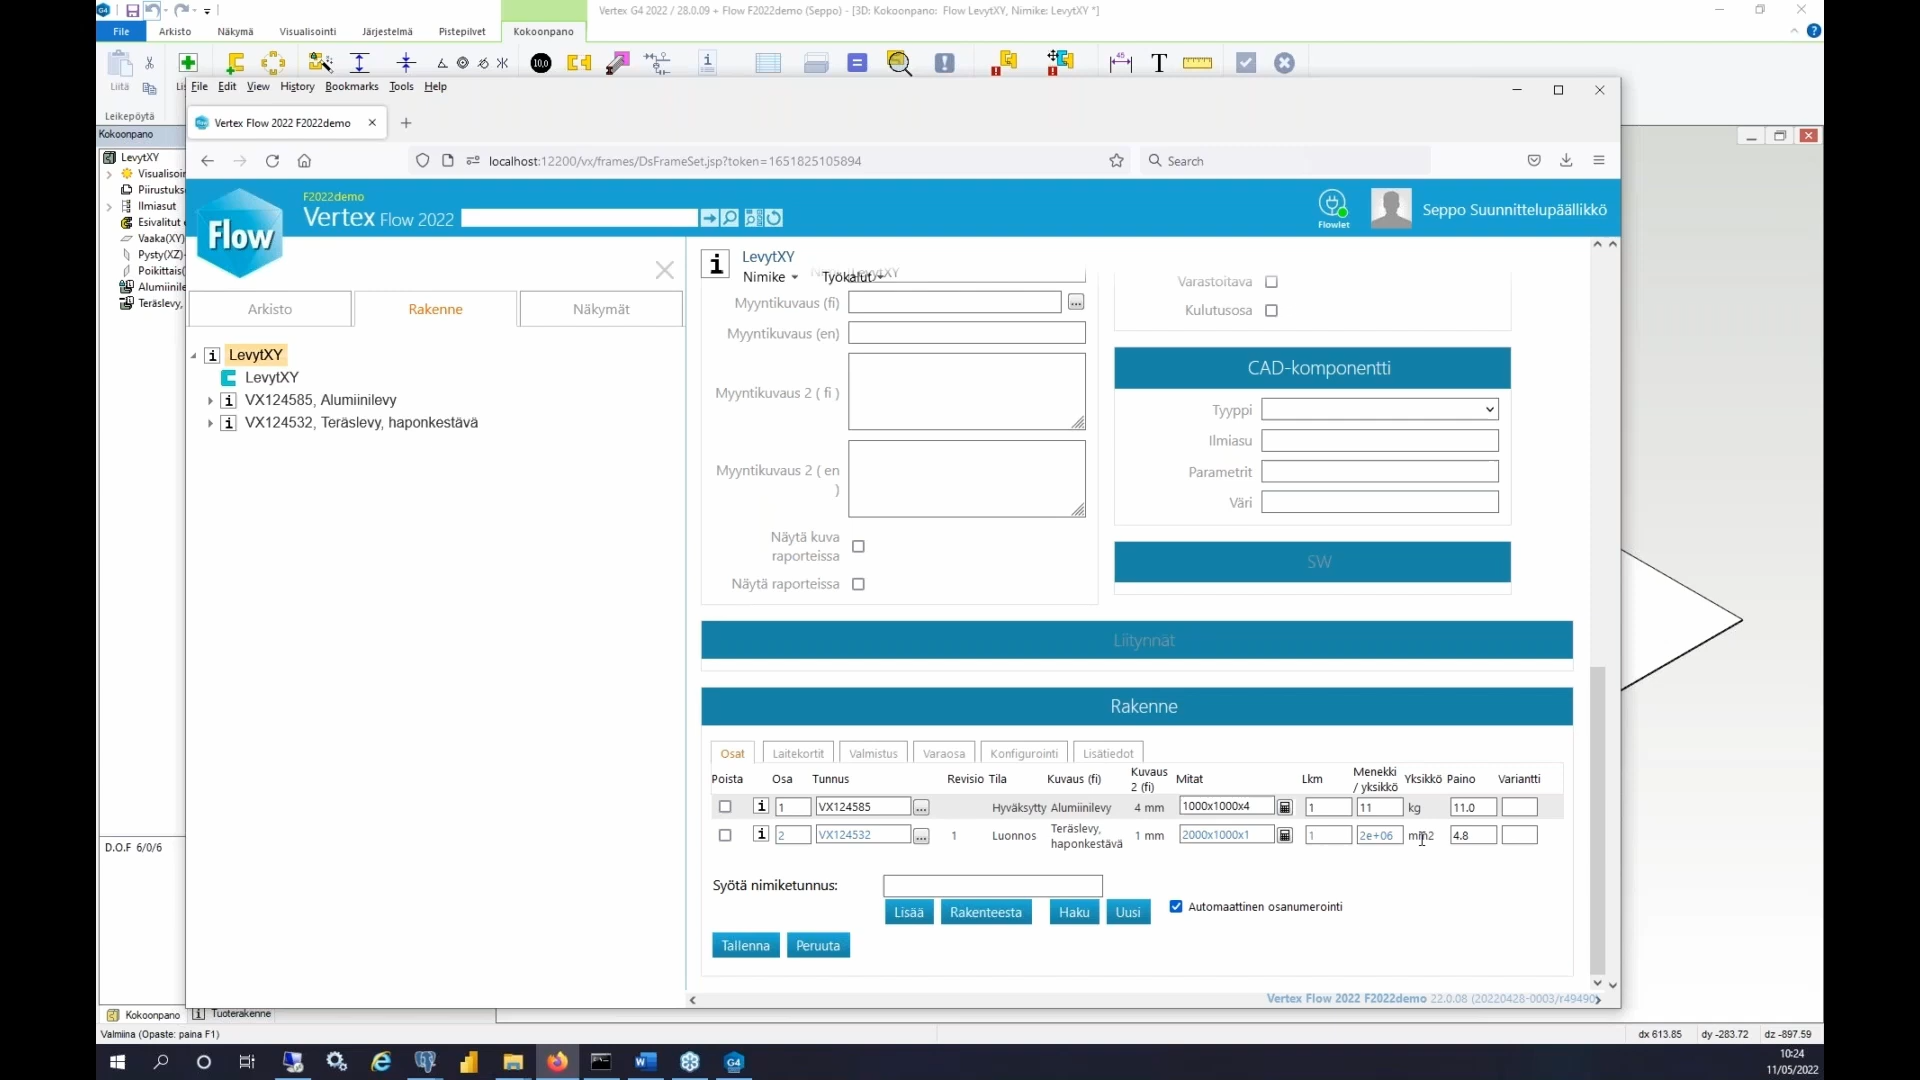 Vertex G4 2022 / 28.0.09 + Flow F2022demo (Seppo) - [3D: Kokoonpano: Flow LevytXY, Nimike: LevytXY *]
File Arkisto Näkymä Visualisointi Järjestelmä Pistepilvet Kokoonpano
Liitä
Leikepöytä
File Edit View History Bookmarks Tools Help
Vertex Flow 2022 F2022demo
localhost:12200/vx/frames/DsFrameSet.jsp?token=1651825105894
Search
Kokoonpano
LevytXY
Visualisoin
Piirustuks
Ilmiasut
Esivalitut
Vaaka(XY)
Pysty(XZ)
Poikittais(
Alumiinile
Teräslevy,
D.O.F 6/0/6
F2022demo
Vertex Flow 2022
Flow
Flowlet
Seppo Suunnittelupäällikkö
Arkisto Rakenne Näkymät
LevytXY
LevytXY
VX124585, Alumiinilevy
VX124532, Teräslevy, haponkestävä
LevytXY
Nimike Työkalut
Myyntikuvaus (fi)
Myyntikuvaus (en)
Myyntikuvaus 2 ( fi )
Myyntikuvaus 2 ( en
)
Näytä kuva
raporteissa
Näytä raporteissa
Varastoitava
Kulutusosa
CAD-komponentti
Tyyppi
Ilmiasu
Parametrit
Väri
SW
Liitynnät
Rakenne
Osat Laitekortit Valmistus Varaosa Konfigurointi Lisätiedot
Poista Osa Tunnus Revisio Tila Kuvaus (fi) Kuvaus 2 (fi) Mitat Lkm Menekki / yksikkö Yksikkö Paino Variantti
1 VX124585 ... Hyväksytty Alumiinilevy 4 mm 1000x1000x4 1 11 kg 11.0
2 VX124532 ... 1 Luonnos Teräslevy, haponkestävä 1 mm 2000x1000x1 1 2e+06 mm2 4.8
Syötä nimiketunnus:
Lisää Rakenteesta Haku Uusi Automaattinen osanumerointi
Tallenna Peruuta
Vertex Flow 2022 F2022demo 22.0.08 (20220428-0003/r49490
Kokoonpano Tuoterakenne
Valmiina (Opaste: paina F1)
dx 613.85 dy -283.72 dz -897.59
10:24
11/05/2022